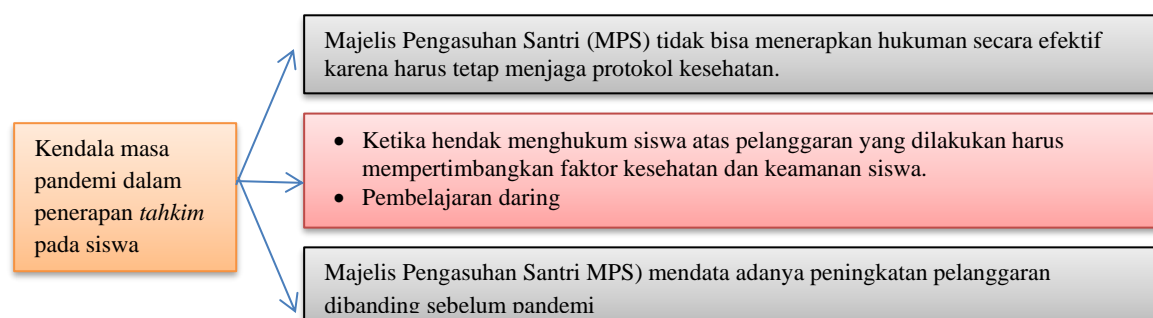 Majelis Pengasuhan Santri (MPS) tidak bisa menerapkan hukuman secara efektif
karena harus tetap menjaga protokol kesehatan.
Kendala masa
pandemi dalam
penerapan tahkim
pada siswa
• Ketika hendak menghukum siswa atas pelanggaran yang dilakukan harus
mempertimbangkan faktor kesehatan dan keamanan siswa.
• Pembelajaran daring
Majelis Pengasuhan Santri MPS) mendata adanya peningkatan pelanggaran
dibanding sebelum pandemi